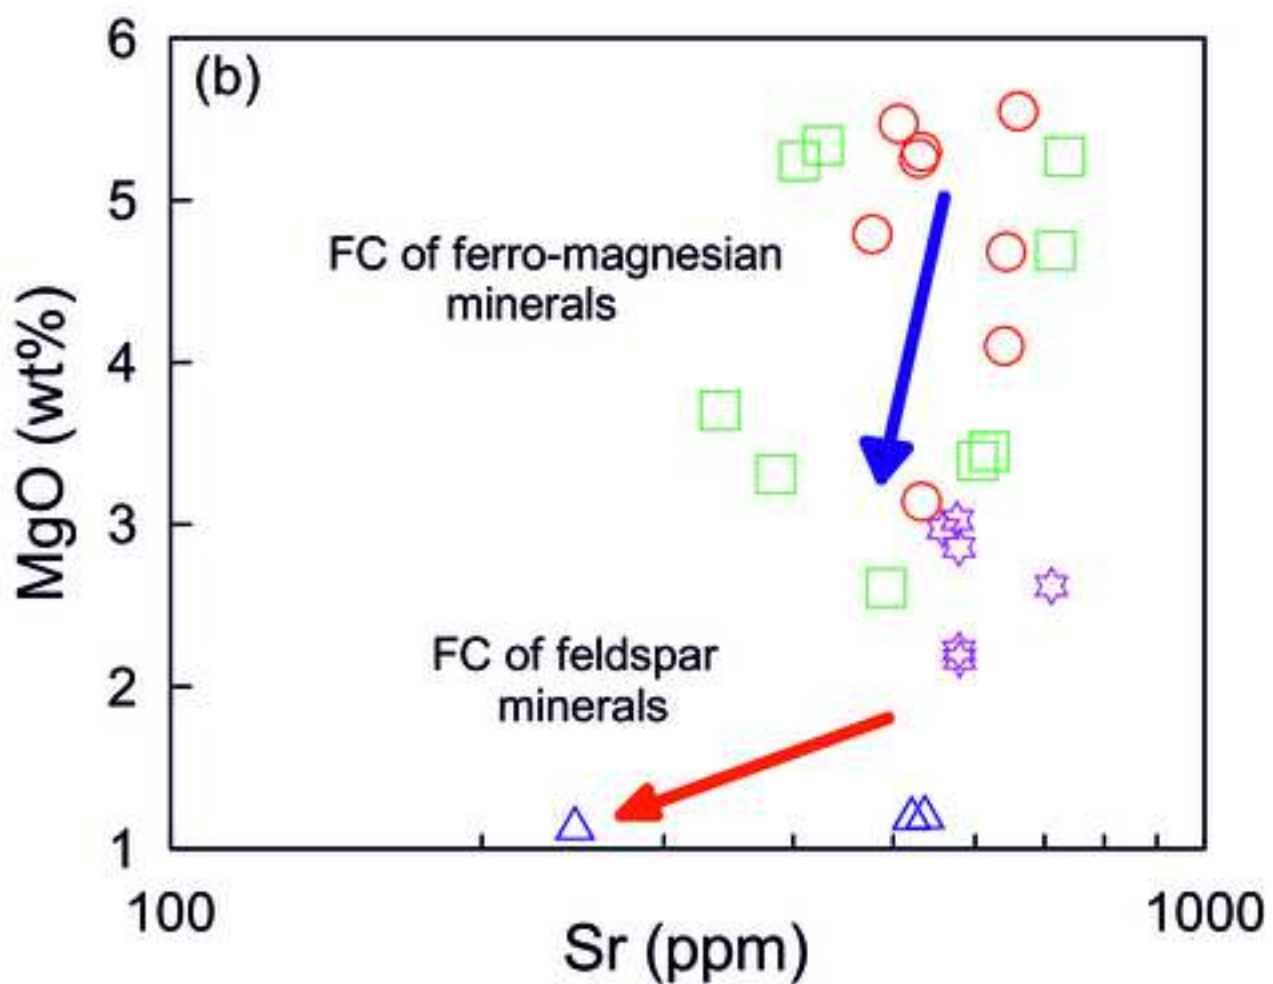 (b)
6
5
4
3
2
1
MgO (wt%)
FC of ferro-magnesian
minerals
FC of feldspar
minerals
100
1000
Sr (ppm)